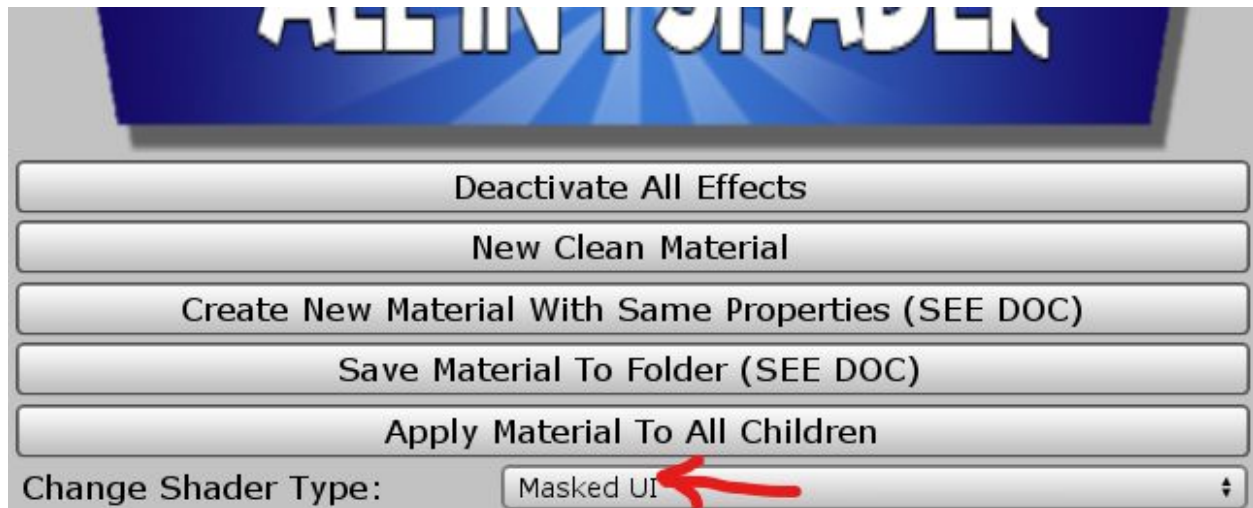 ALL IN 1 SHADER
Deactivate All Effects
New Clean Material
Create New Material With Same Properties (SEE DOC)
Save Material To Folder (SEE DOC)
Apply Material To All Children
Change Shader Type: Masked UI